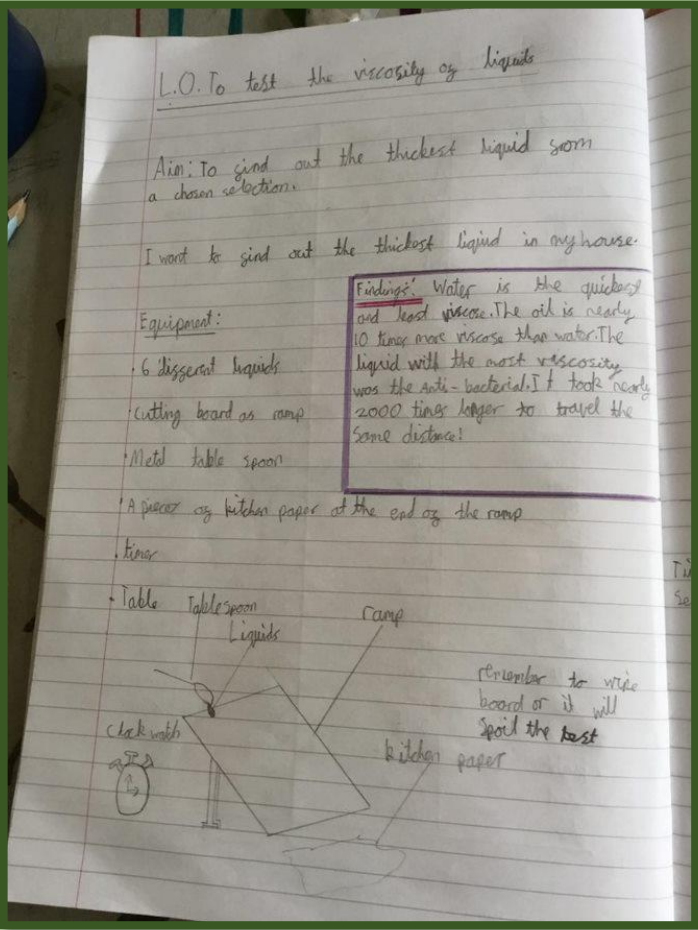 L.O. To test the viscosity of liquids
Aim: To find out the thickest liquid from
a chosen selection.
I want to find out the thickest liquid in my house.
Equipment:
• 6 different liquids
• Cutting board as ramp
• Metal table spoon
• A piece of kitchen paper at the end of the ramp
• timer
• Table
Findings: Water is the quickest
and least viscose. The oil is nearly
10 times more viscose than water. The
liquid with the most viscosity
was the Anti-bacterial. It took nearly
2000 times longer to travel the
same distance!
Tablespoon
Liquids
ramp
remember to wipe
board or it will
spoil the test
Clock watch
kitchen paper